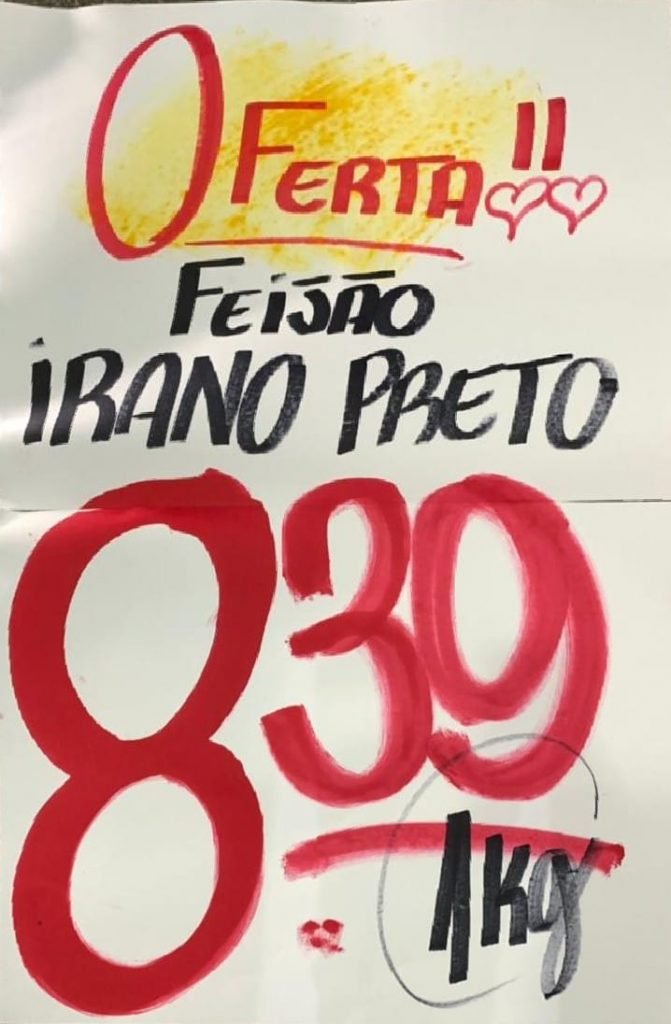 OFERTA!!
FEIJÃO
IRANO PRETO
8,39
1Kg